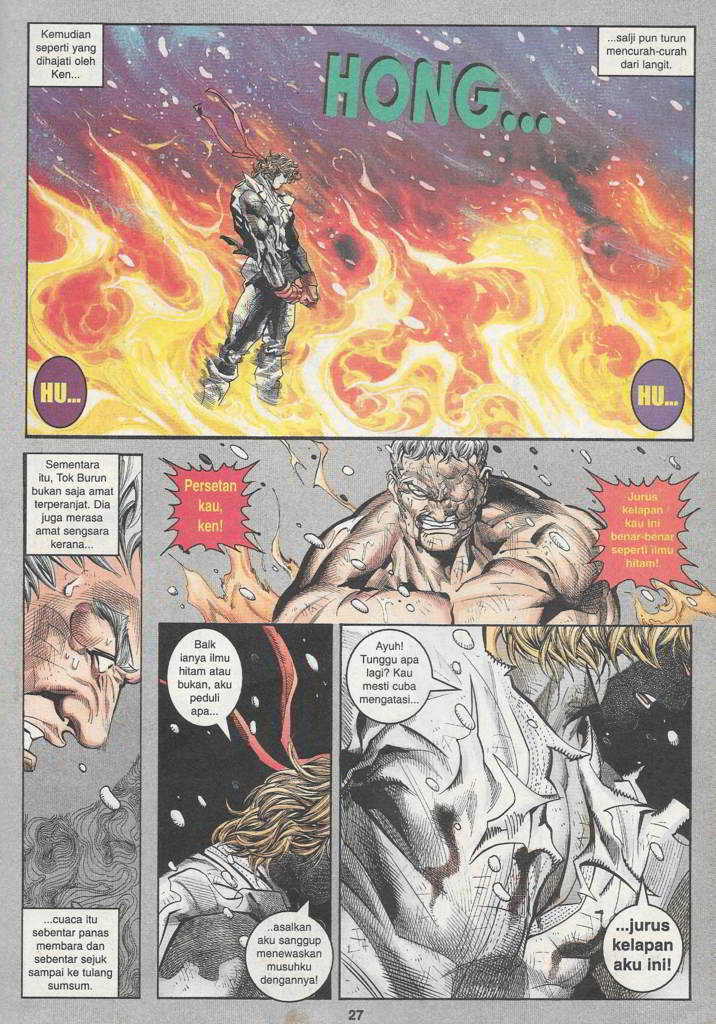 Kemudian
seperti yang
dihajati oleh
Ken...
...salji pun turun
mencurah-curah
dari langit.
HONG...
HU...
HU...
Sementara
itu, Tok Burun
bukan saja amat
terperanjat. Dia
juga merasa
amat sengsara
kerana...
...cuaca itu
sebentar panas
membara dan
sebentar sejuk
sampai ke tulang
sumsum.
Persetan
kau,
ken!
Jurus
kelapan
kau ini
benar-benar
seperti ilmu
hitam!
Baik
ianya ilmu
hitam atau
bukan, aku
peduli
apa...
..asalkan
aku sanggup
menewaskan
musuhku
dengannya!
Ayuh!
Tunggu apa
lagi? Kau
mesti cuba
mengatasi...
...jurus
kelapan
aku ini!
27